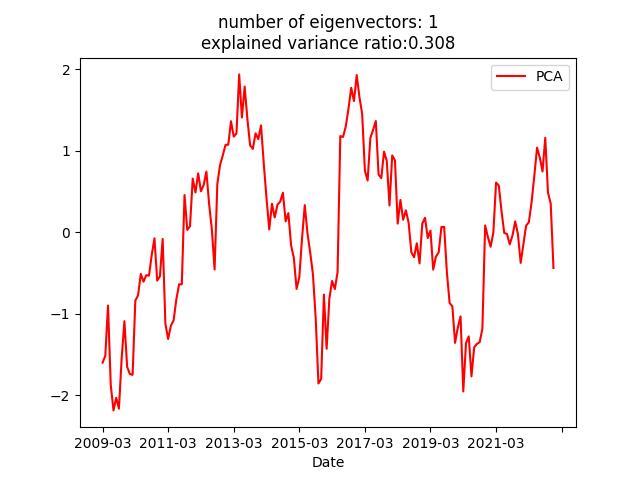 number of eigenvectors: 1
explained variance ratio:0.308
PCA
2
1
0
−1
−2
2009-03 2011-03 2013-03 2015-03 2017-03 2019-03 2021-03
Date